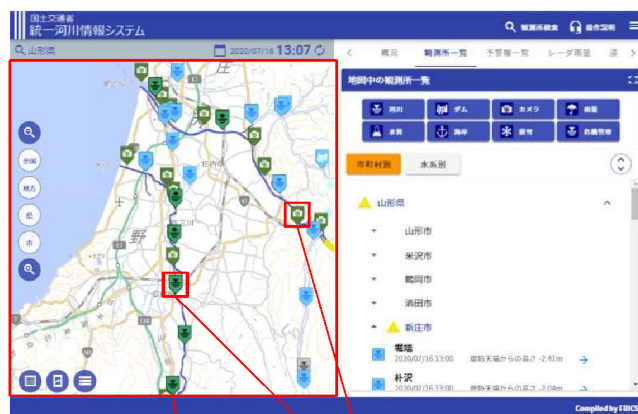 国土交通省
統一河川情報システム
観測所検索
操作説明
山形県
2020/07/16 13:07
概況
観測所一覧
予警報一覧
レーダ雨量
地図中の観測所一覧
河川
ダム
カメラ
雨量
水質
海岸
積雪
危機管理
市町村別
水系別
全国
地方
県
市
庄
野
山形県
山形市
米沢市
鶴岡市
酒田市
新庄市
堀端
2020/07/16 13:00 堤防天端からの高さ -2.41m
朴沢
2020/07/16 13:00 堤防天端からの高さ -2.08m
Compiled by FRICS